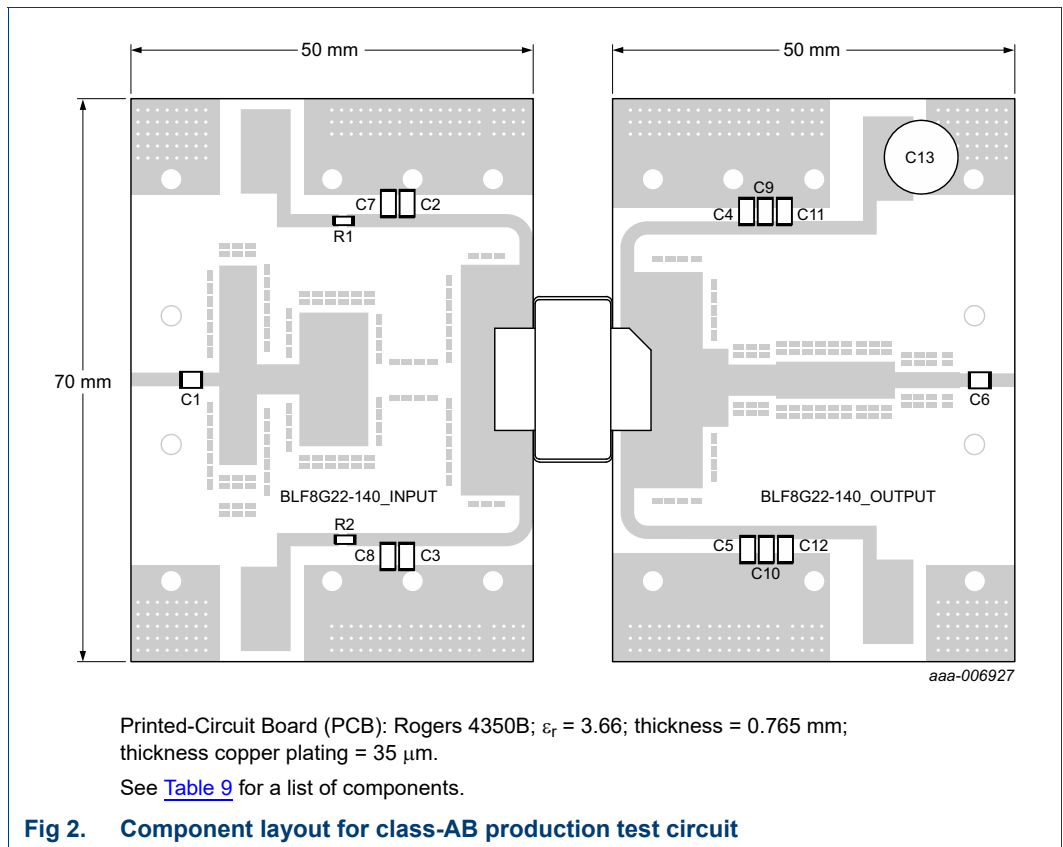 50 mm
50 mm
70 mm
C13
C7
C2
R1
C4
C9
C11
C1
C6
BLF8G22-140_INPUT
BLF8G22-140_OUTPUT
R2
C8
C3
C5
C10
C12
aaa-006927
Printed-Circuit Board (PCB): Rogers 4350B; εr = 3.66; thickness = 0.765 mm;
thickness copper plating = 35 μm.
See Table 9 for a list of components.
Fig 2. Component layout for class-AB production test circuit